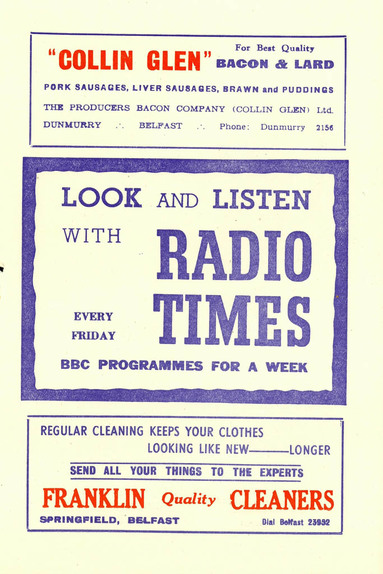 "COLLIN GLEN" For Best Quality
BACON & LARD
PORK SAUSAGES, LIVER SAUSAGES, BRAWN and PUDDINGS
THE PRODUCERS BACON COMPANY (COLLIN GLEN) Ltd.
DUNMURRY .·. BELFAST .·. Phone: Dunmurry 2156
LOOK AND LISTEN
WITH RADIO
TIMES
EVERY
FRIDAY
BBC PROGRAMMES FOR A WEEK
REGULAR CLEANING KEEPS YOUR CLOTHES
LOOKING LIKE NEW——LONGER
SEND ALL YOUR THINGS TO THE EXPERTS
FRANKLIN Quality CLEANERS
SPRINGFIELD, BELFAST Dial Belfast 23952